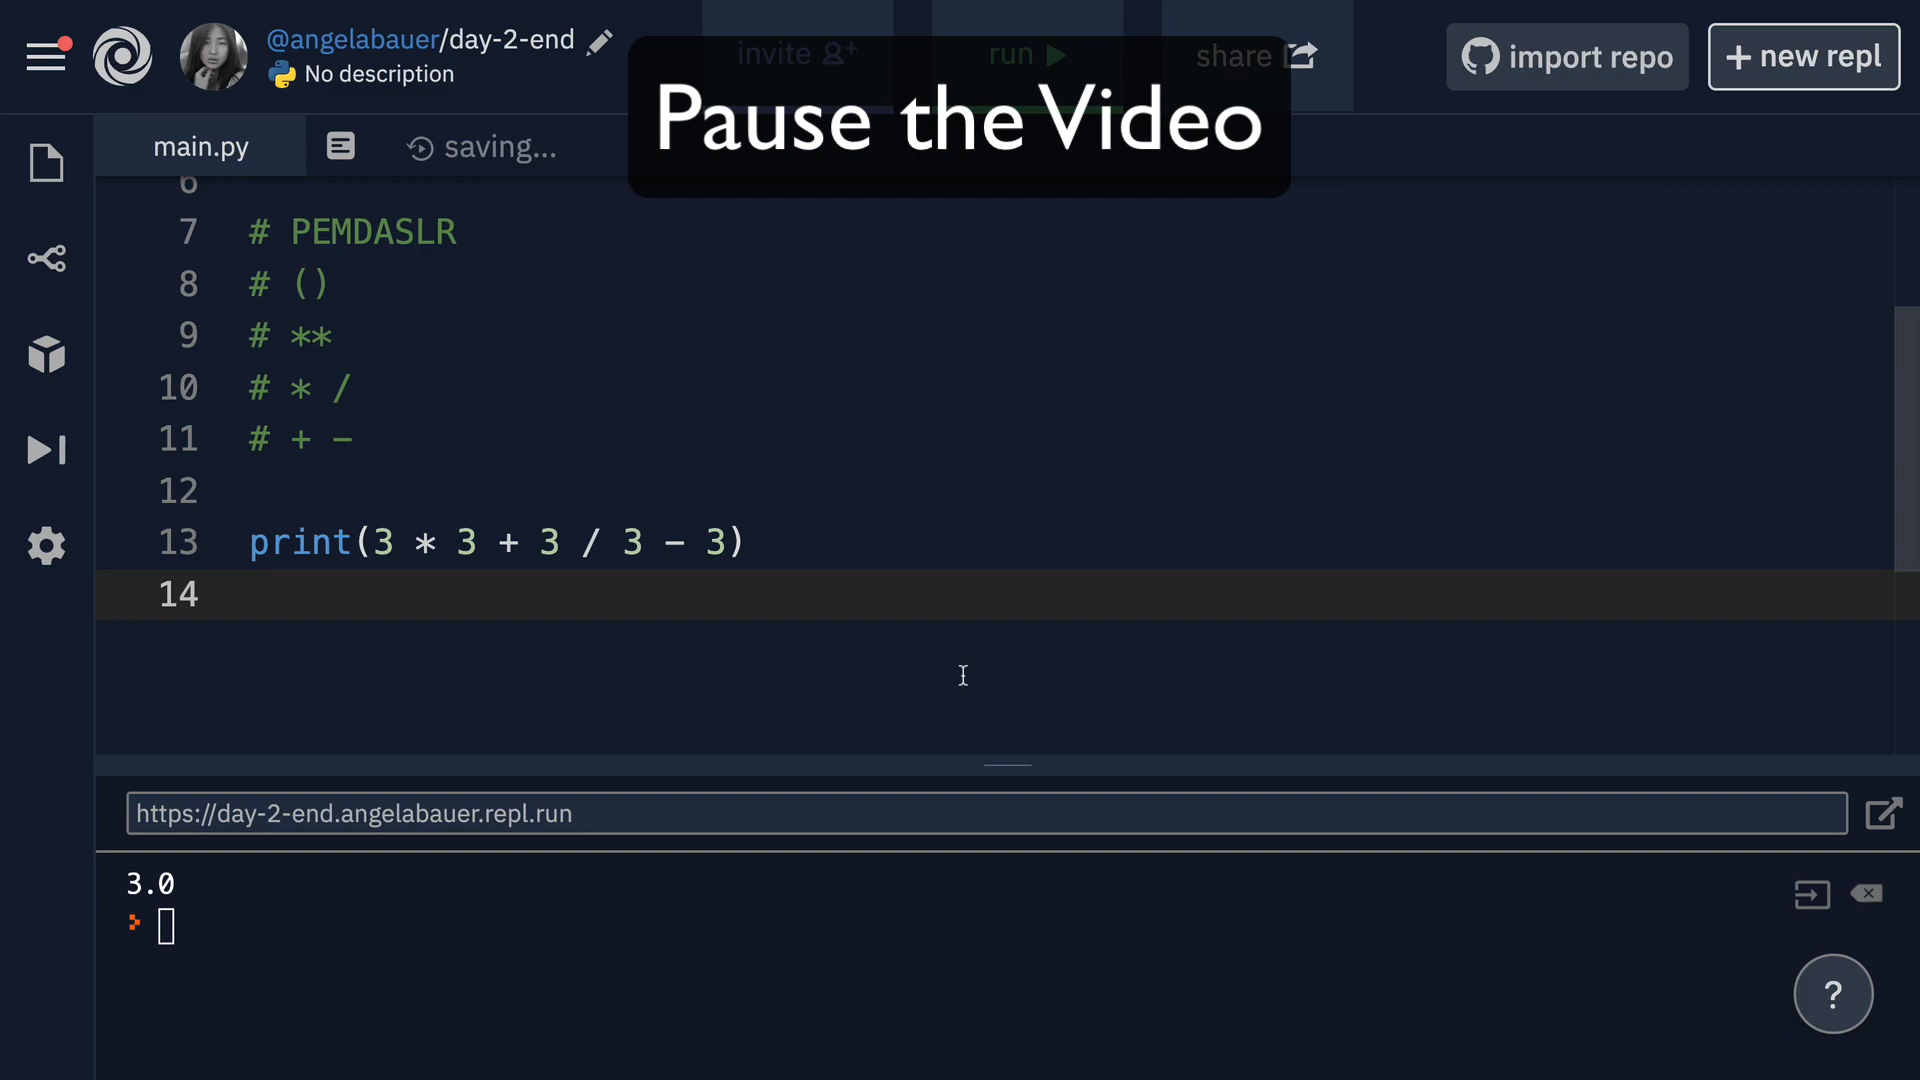 @angelabauer/day-2-end
No description
invite
run
share
import repo
+ new repl
Pause the Video
main.py
saving...
6
7 # PEMDASLR
8 # ()
9 # **
10 # * /
11 # + -
12
13 print(3 * 3 + 3 / 3 - 3)
14
https://day-2-end.angelabauer.repl.run
3.0
?